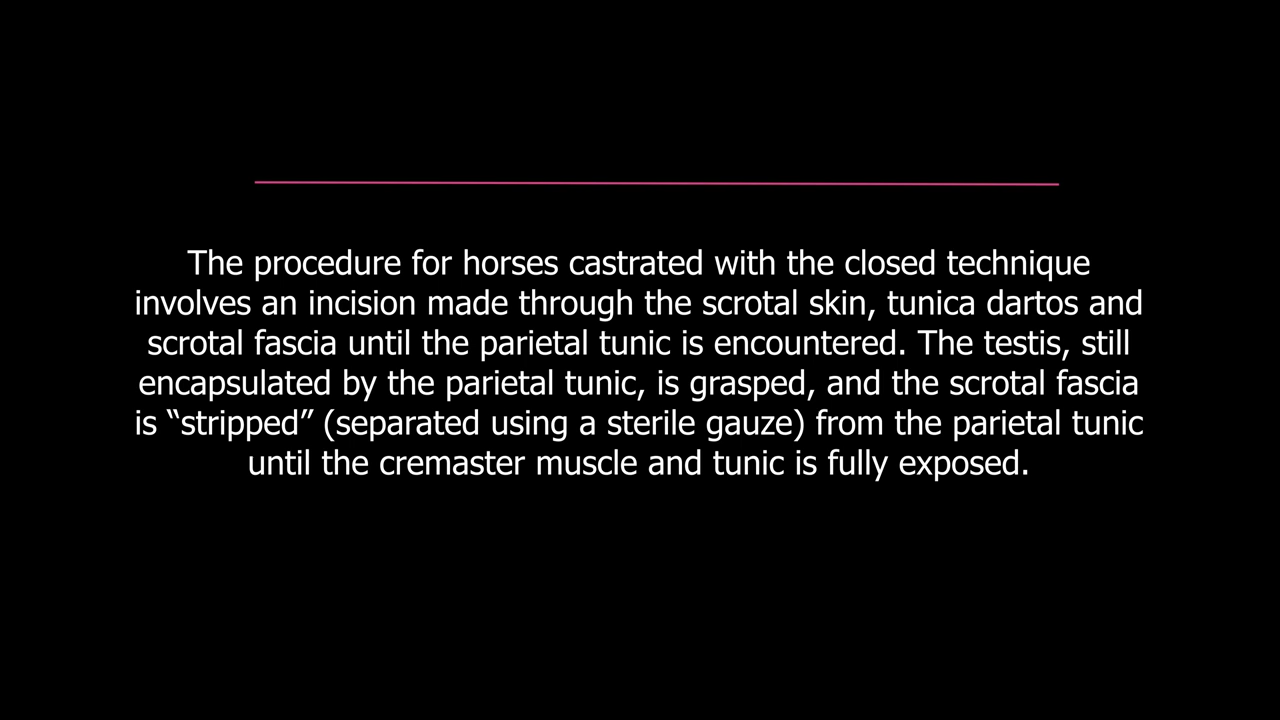 The procedure for horses castrated with the closed technique
involves an incision made through the scrotal skin, tunica dartos and
scrotal fascia until the parietal tunic is encountered. The testis, still
encapsulated by the parietal tunic, is grasped, and the scrotal fascia
is “stripped” (separated using a sterile gauze) from the parietal tunic
until the cremaster muscle and tunic is fully exposed.